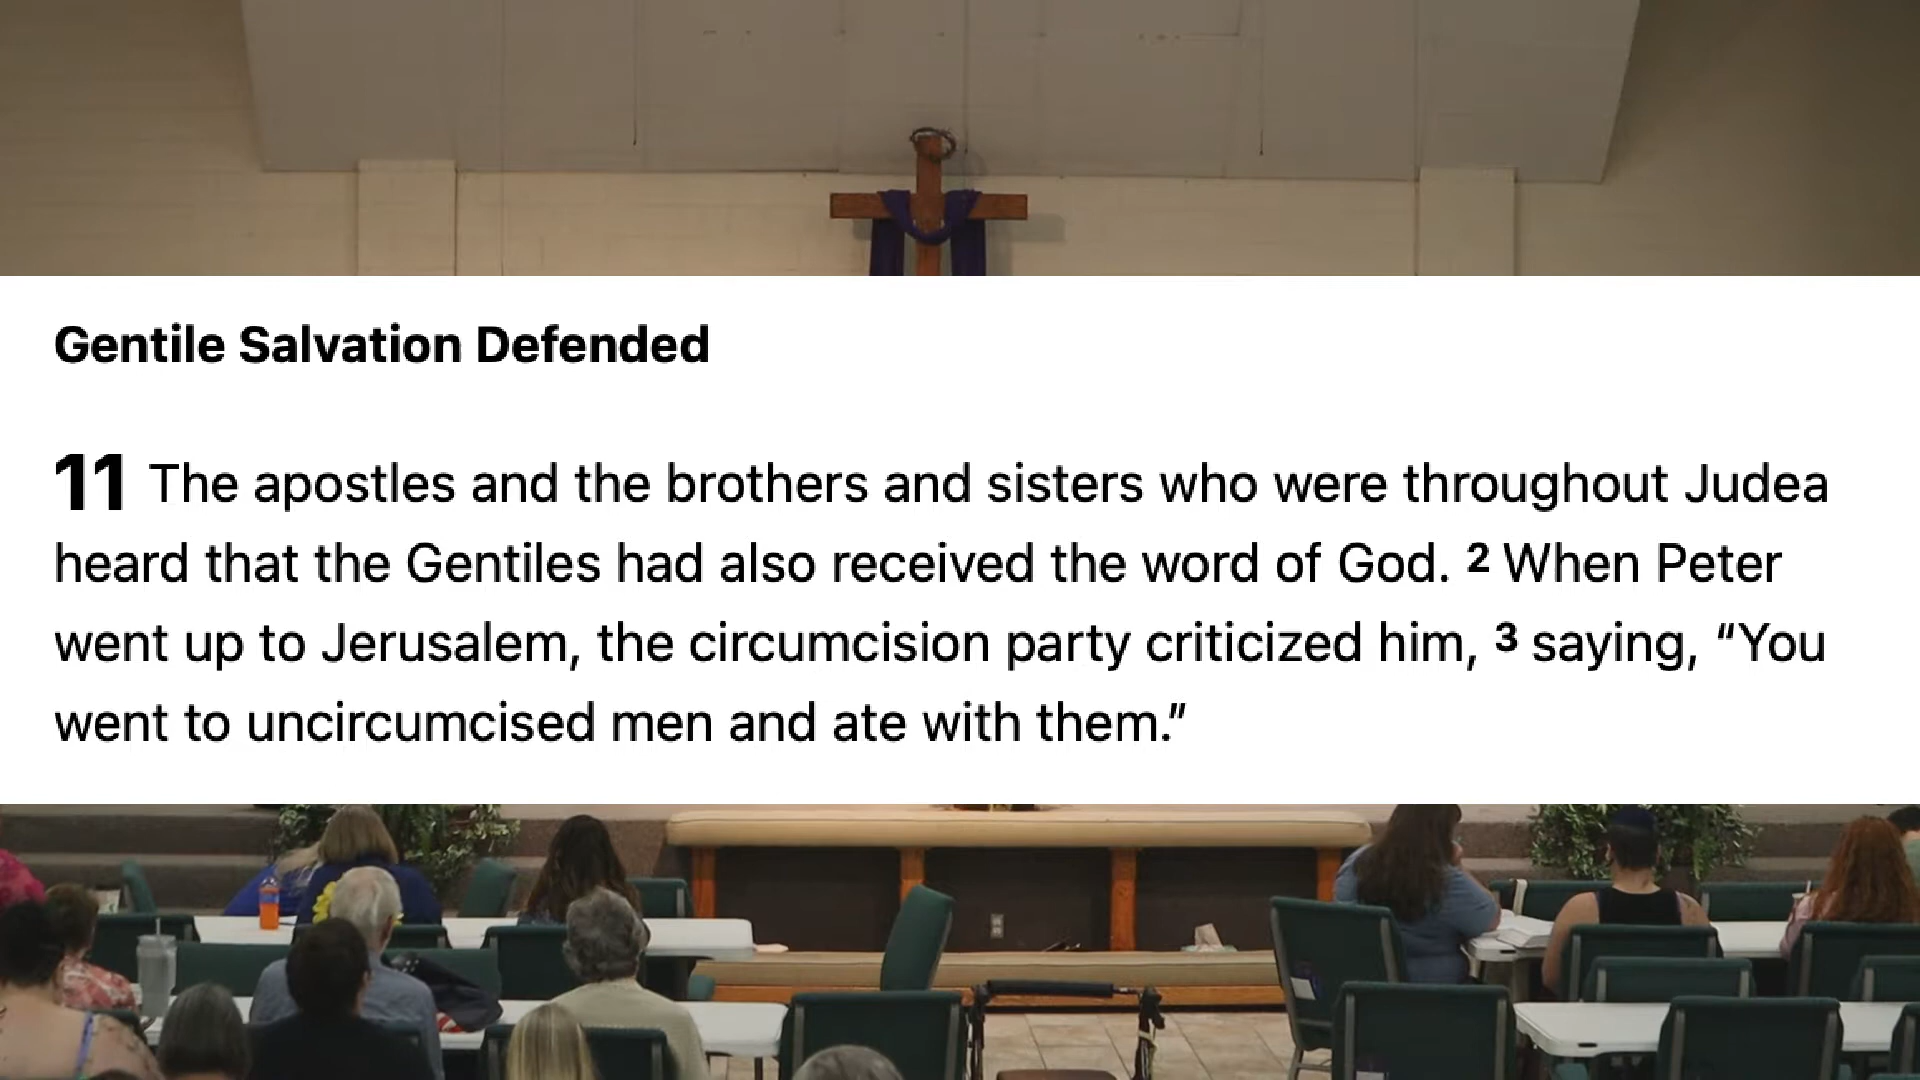 Gentile Salvation Defended
11 The apostles and the brothers and sisters who were throughout Judea
heard that the Gentiles had also received the word of God. 2 When Peter
went up to Jerusalem, the circumcision party criticized him, 3 saying, “You
went to uncircumcised men and ate with them.”